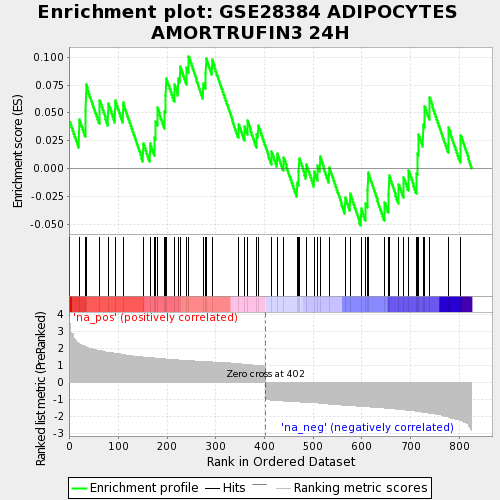 Enrichment plot: GSE28384 ADIPOCYTES
AMORTRUFIN3 24H
Enrichment score (ES)
0.100
0.075
0.050
0.025
0.000
-0.025
-0.050
'na_pos' (positively correlated)
Ranked list metric (PreRanked)
4
3
2
1
0
-1
-2
-3
Zero cross at 402
'na_neg' (negatively correlated)
0
100
200
300
400
500
600
700
800
Rank in Ordered Dataset
Enrichment profile
Hits
Ranking metric scores